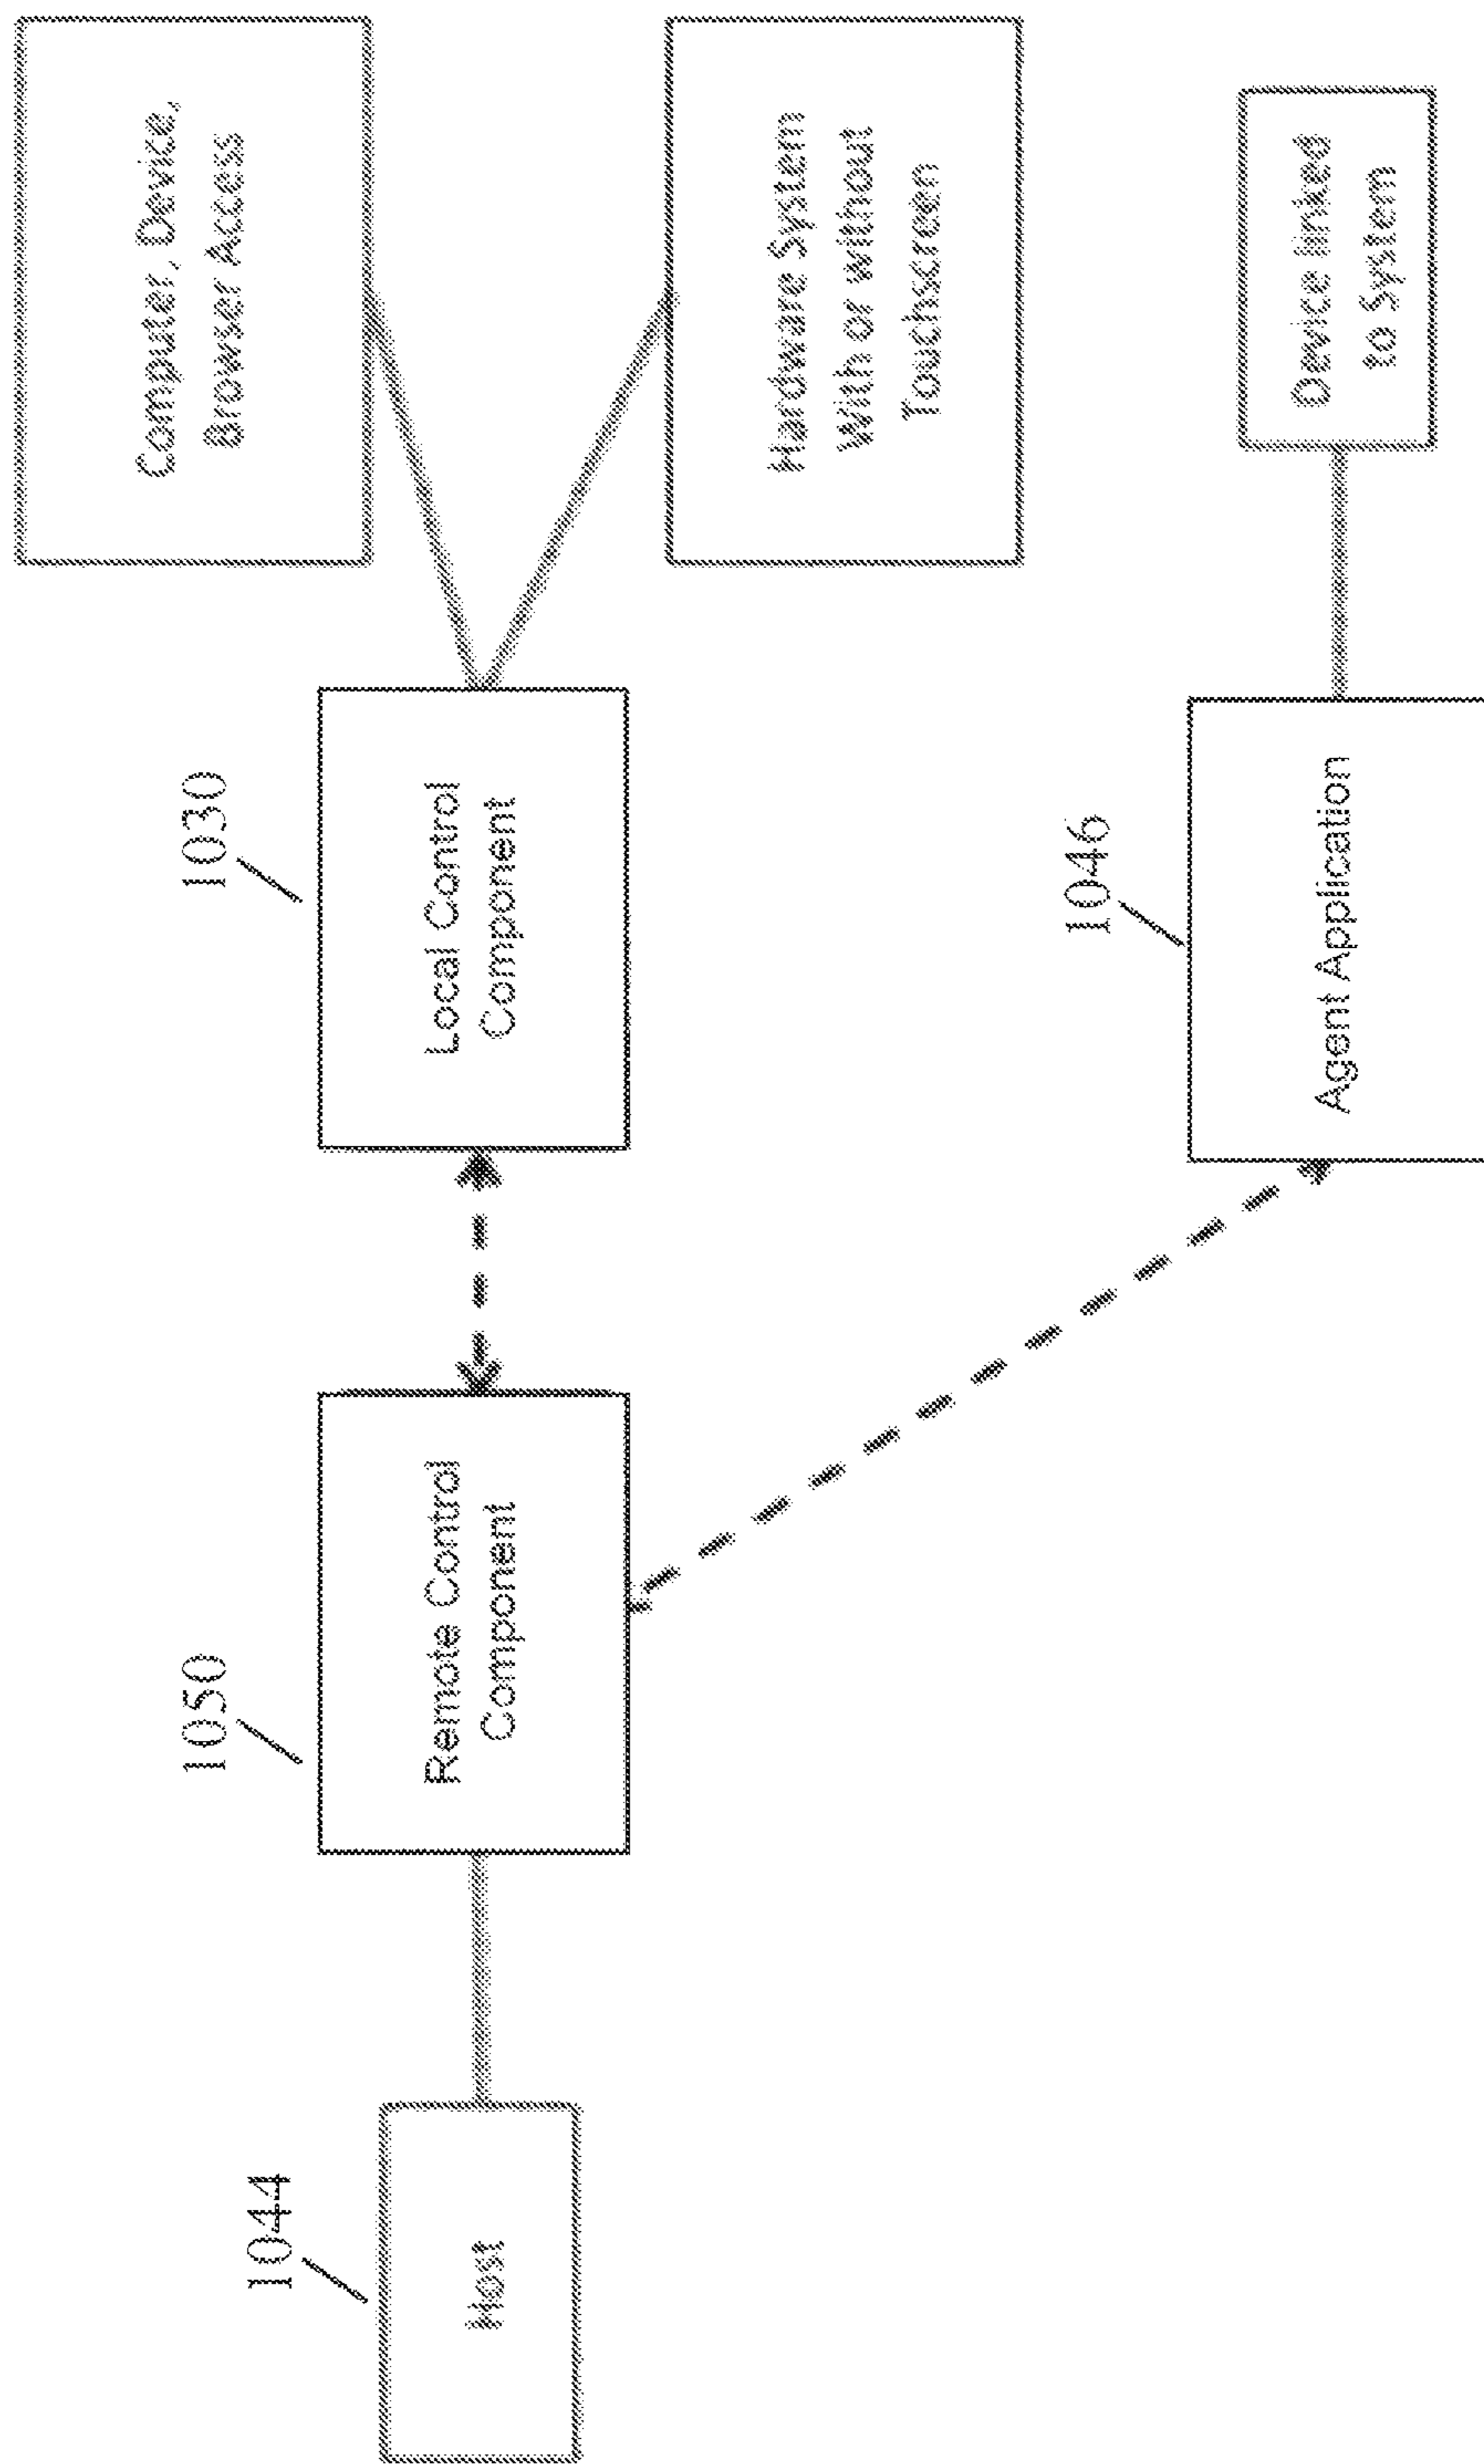 1044
Host
1050
Remote Control
Component
1030
Local Control
Component
Computer, Device,
Browser Access
Hardware System
With or without
Touchscreen
1046
Agent Application
Device linked
to System